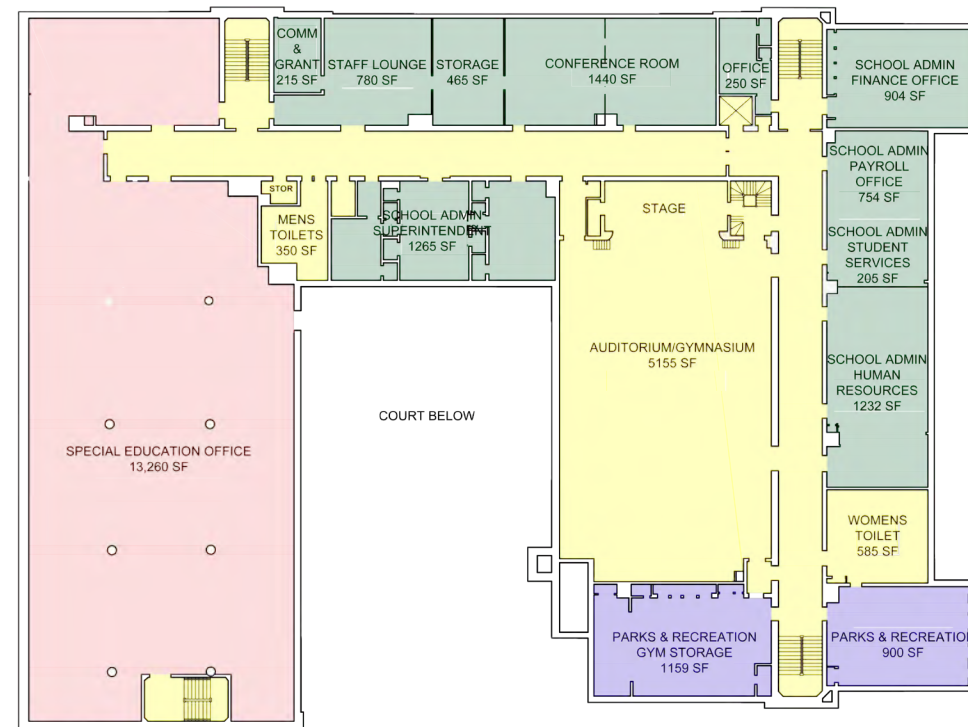 COMM
&
GRANT
215 SF
STAFF LOUNGE
780 SF
STORAGE
465 SF
CONFERENCE ROOM
1440 SF
OFFICE
250 SF
SCHOOL ADMIN
FINANCE OFFICE
904 SF
SCHOOL ADMIN
PAYROLL
OFFICE
754 SF
SCHOOL ADMIN
STUDENT
SERVICES
205 SF
STOR
MENS
TOILETS
350 SF
SCHOOL ADMIN
SUPERINTENDENT
1265 SF
STAGE
AUDITORIUM/GYMNASIUM
5155 SF
SCHOOL ADMIN
HUMAN
RESOURCES
1232 SF
COURT BELOW
SPECIAL EDUCATION OFFICE
13,260 SF
WOMENS
TOILET
585 SF
PARKS & RECREATION
GYM STORAGE
1159 SF
PARKS & RECREATION
900 SF